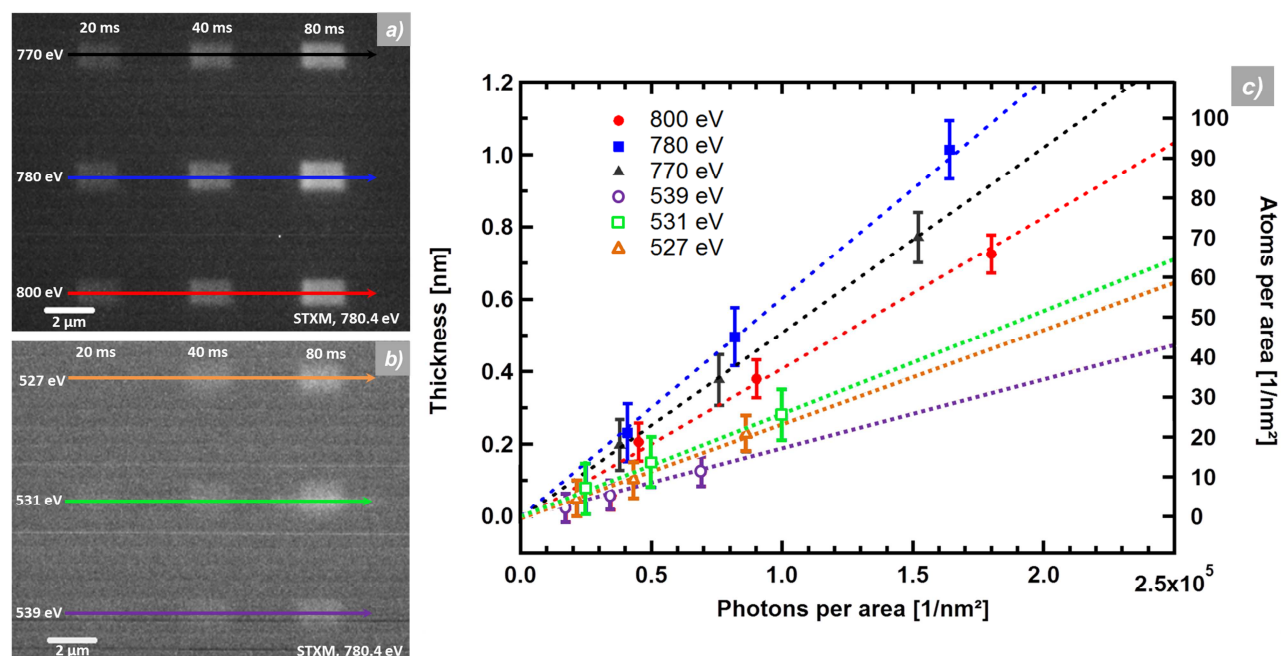 20 ms 40 ms 80 ms a)
770 eV
780 eV
800 eV
2 µm STXM, 780.4 eV
20 ms 40 ms 80 ms b)
527 eV
531 eV
539 eV
2 µm STXM, 780.4 eV
c)
800 eV
780 eV
770 eV
539 eV
531 eV
527 eV
Thickness [nm]
1.2
1.0
0.8
0.6
0.4
0.2
0.0
100
90
80
70
60
50
40
30
20
10
0
Atoms per area [1/nm²]
0.0 0.5 1.0 1.5 2.0 2.5x10⁵
Photons per area [1/nm²]